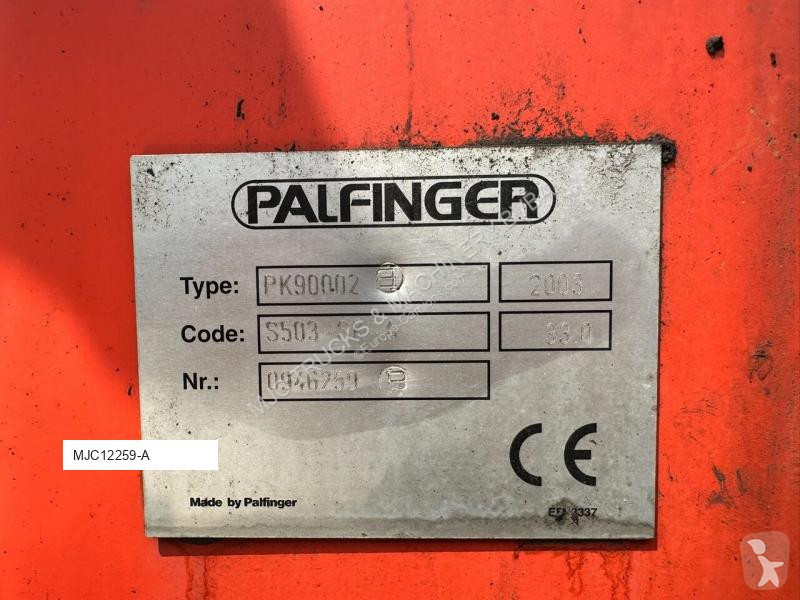 PALFINGER
Type: PK90002 2003
Code: S503 33.0
Nr.: 0946259
MJC12259-A
CE
Made by Palfinger